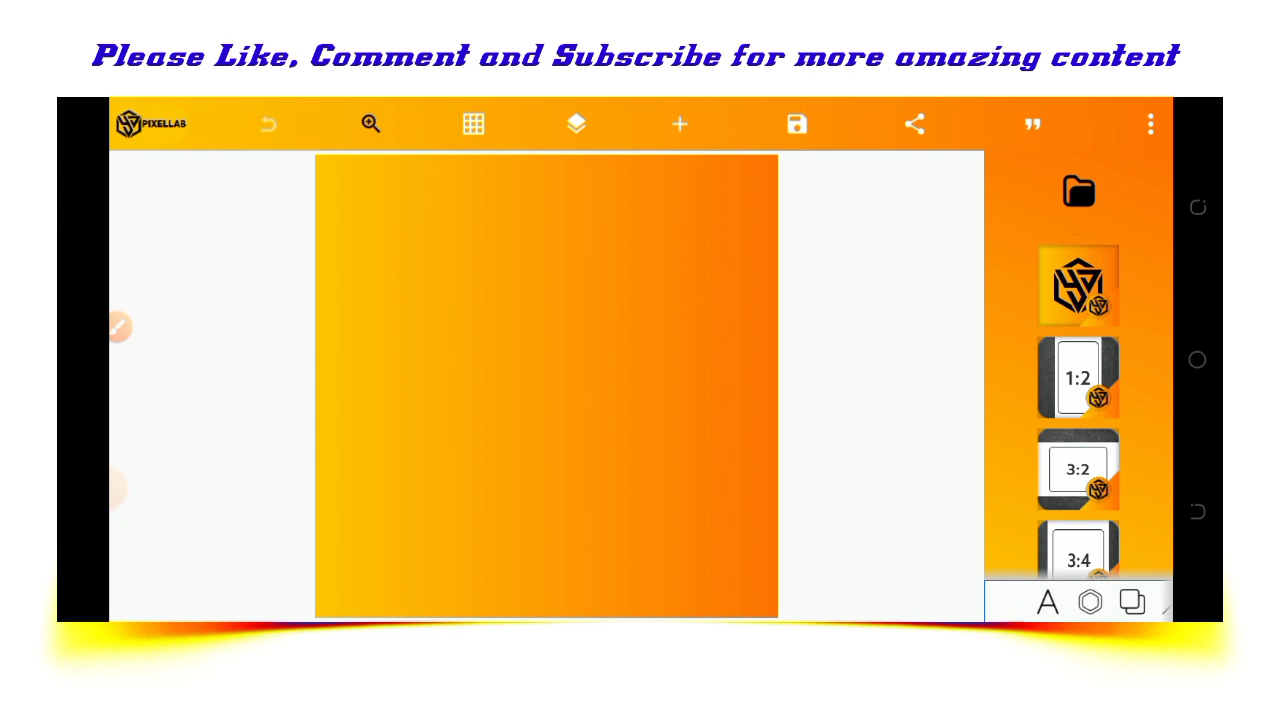 Please Like, Comment and Subscribe for more amazing content
PIXELLAB
1:2
3:2
3:4
A